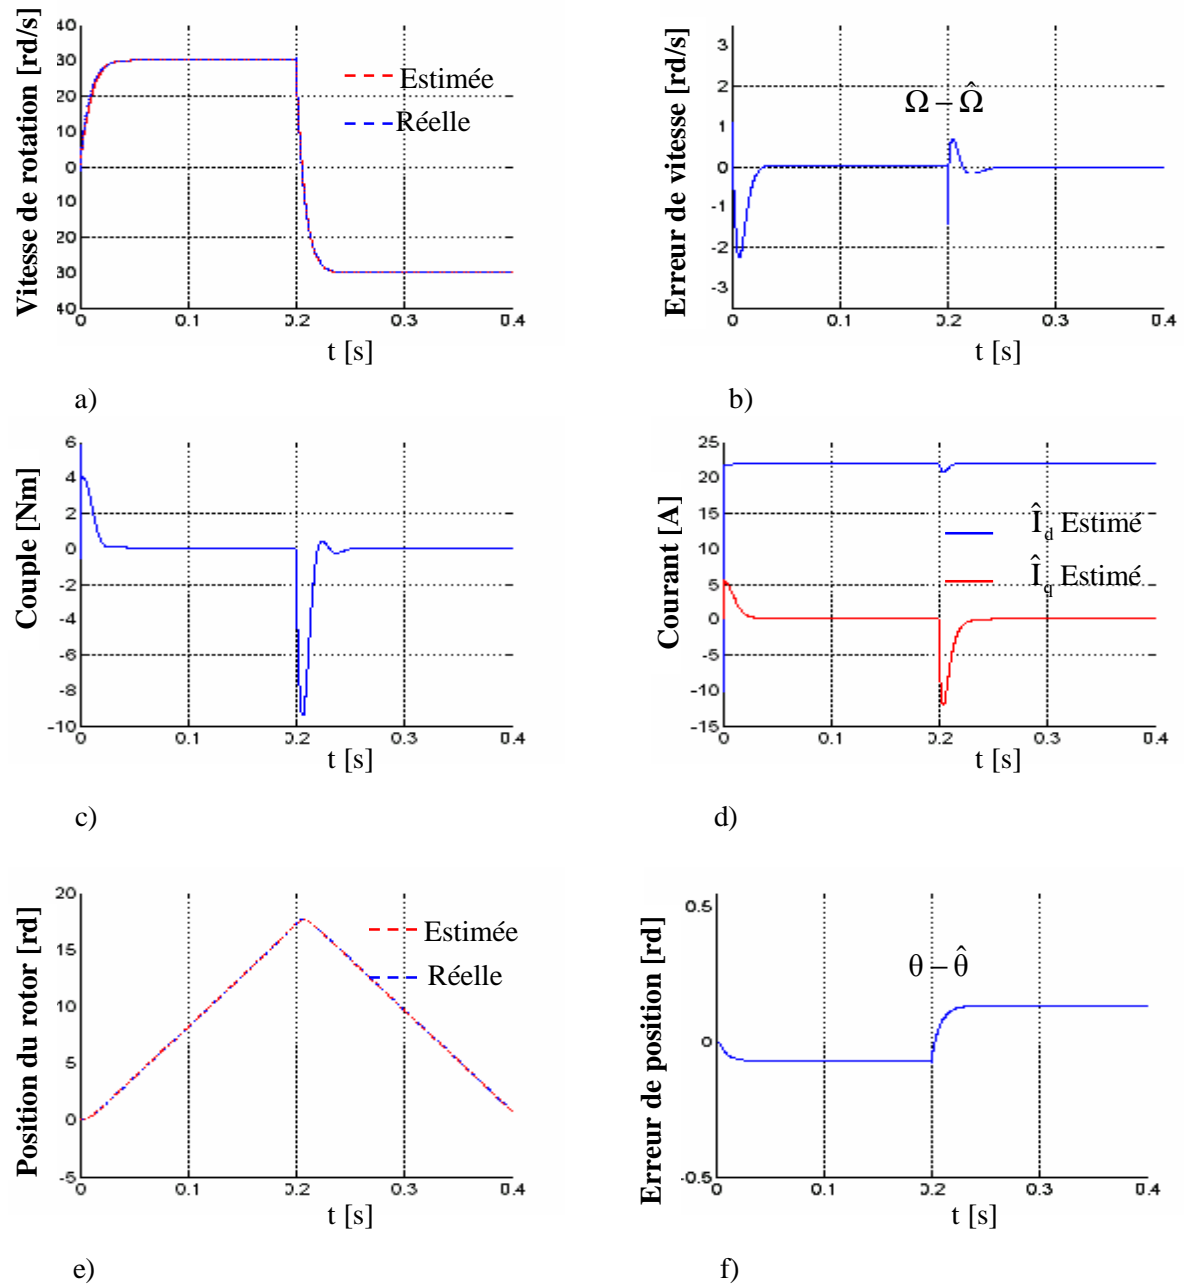 Vitesse de rotation [rd/s]
40
30
20
10
0
10
20
30
40
0
0.1
0.2
0.3
0.4
Estimée
Réelle
t [s]
a)
Erreur de vitesse [rd/s]
3
2
1
0
-1
-2
-3
0
0.1
0.2
0.3
0.4
Ω – Ω̂
t [s]
b)
Couple [Nm]
6
4
2
0
-2
-4
-6
-8
-10
0
0.1
0.2
0.3
0.4
t [s]
c)
Courant [A]
25
20
15
10
5
0
-5
-10
-15
0
0.1
0.2
0.3
0.4
Î_d Estimé
Î_q Estimé
t [s]
d)
Position du rotor [rd]
20
15
10
5
0
-5
0
0.1
0.2
0.3
0.4
Estimée
Réelle
t [s]
e)
Erreur de position [rd]
0.5
0
-0.5
0
0.1
0.2
0.3
0.4
θ – θ̂
t [s]
f)